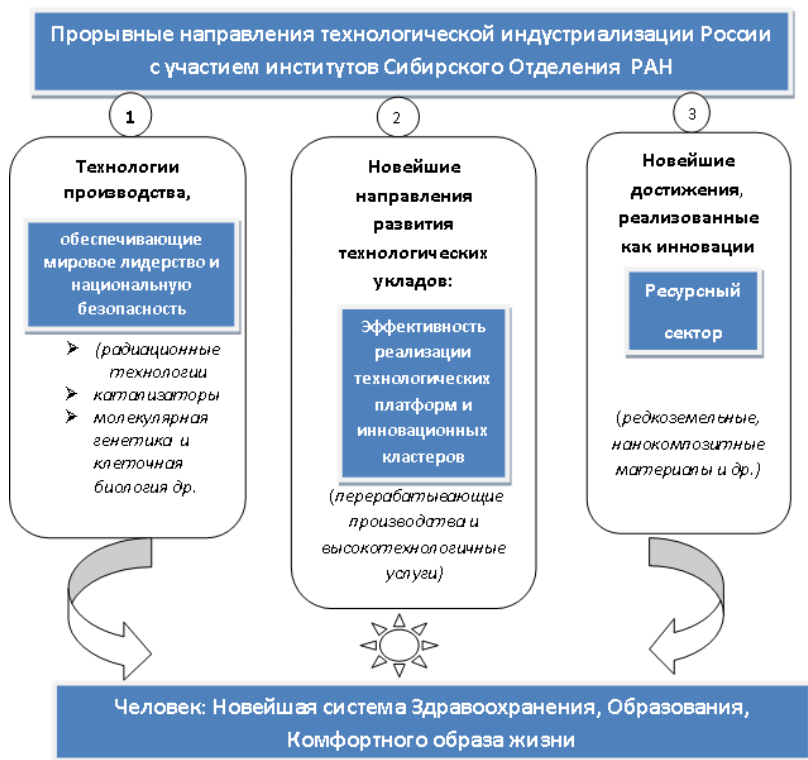 Прорывные направления технологической индустриализации России
с участием институтов Сибирского Отделения РАН
1
Технологии
производства,
обеспечивающие
мировое лидерство и
национальную
безопасность
(радиационные
технологии
катализаторы
молекулярная
генетика и
клеточная
биология др.
2
Новейшие
направления
развития
технологических
укладов:
Эффективность
реализации
технологических
платформ и
инновационных
кластеров
(перерабатывающие
производства и
высокотехнологичные
услуги)
3
Новейшие
достижения,
реализованные
как инновации
Ресурсный
сектор
(редкоземельные,
нанокомпозитные
материалы и др.)
Человек: Новейшая система Здравоохранения, Образования,
Комфортного образа жизни